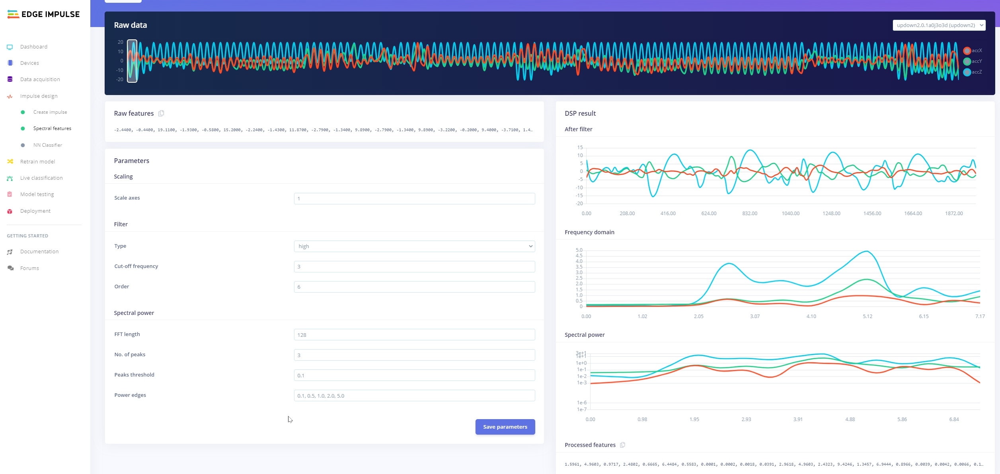 EDGE IMPULSE
Dashboard
Devices
Data acquisition
Impulse design
Create impulse
Spectral features
NN Classifier
Retrain model
Live classification
Model testing
Deployment
GETTING STARTED
Documentation
Forums
Raw data
updown2.0.1a0j3o3d (updown2)
20
10
0
-10
-20
accX
accY
accZ
Raw features
-2.4400, -0.4400, 19.1100, -1.9300, -0.5800, 15.2000, -2.2400, -1.4300, 11.8700, -2.7900, -1.3400, 9.8900, -2.7900, -1.3400, 9.8900, -3.2200, -0.2000, 9.4000, -3.7100, 1.4…
Parameters
Scaling
Scale axes
1
Filter
Type
high
Cut-off frequency
3
Order
6
Spectral power
FFT length
128
No. of peaks
3
Peaks threshold
0.1
Power edges
0.1, 0.5, 1.0, 2.0, 5.0
Save parameters
DSP result
After filter
15
10
5
0
-5
-10
-15
-20
0.00 208.00 416.00 624.00 832.00 1040.00 1248.00 1456.00 1664.00 1872.00
Frequency domain
5.0
4.5
4.0
3.5
3.0
2.5
2.0
1.5
1.0
0.5
0
0.00 1.02 2.05 3.07 4.10 5.12 6.15 7.17
Spectral power
3e+1
1e+1
1e+0
1e-1
1e-2
1e-3
1e-6
1e-7
0.00 0.98 1.95 2.93 3.91 4.88 5.86 6.84
Processed features
1.5961, 4.9603, 0.9717, 2.4802, 0.6665, 6.4484, 0.5583, 0.0001, 0.0002, 0.0018, 0.0391, 2.9618, 4.9603, 2.4323, 9.4246, 1.3457, 6.9444, 0.8966, 0.0039, 0.0042, 0.0066, 0.1…